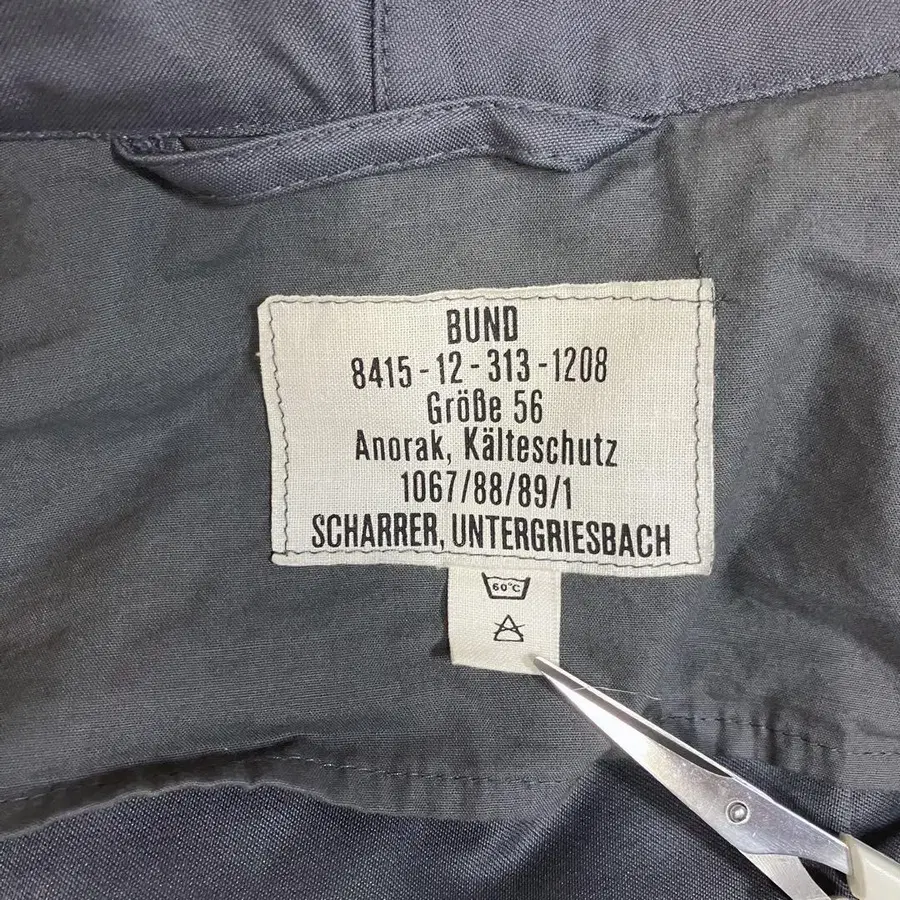 BUND
8415-12-313-1208
Größe 56
Anorak, Kälteschutz
1067/88/89/1
SCHARRER, UNTERGRIESBACH
60°C